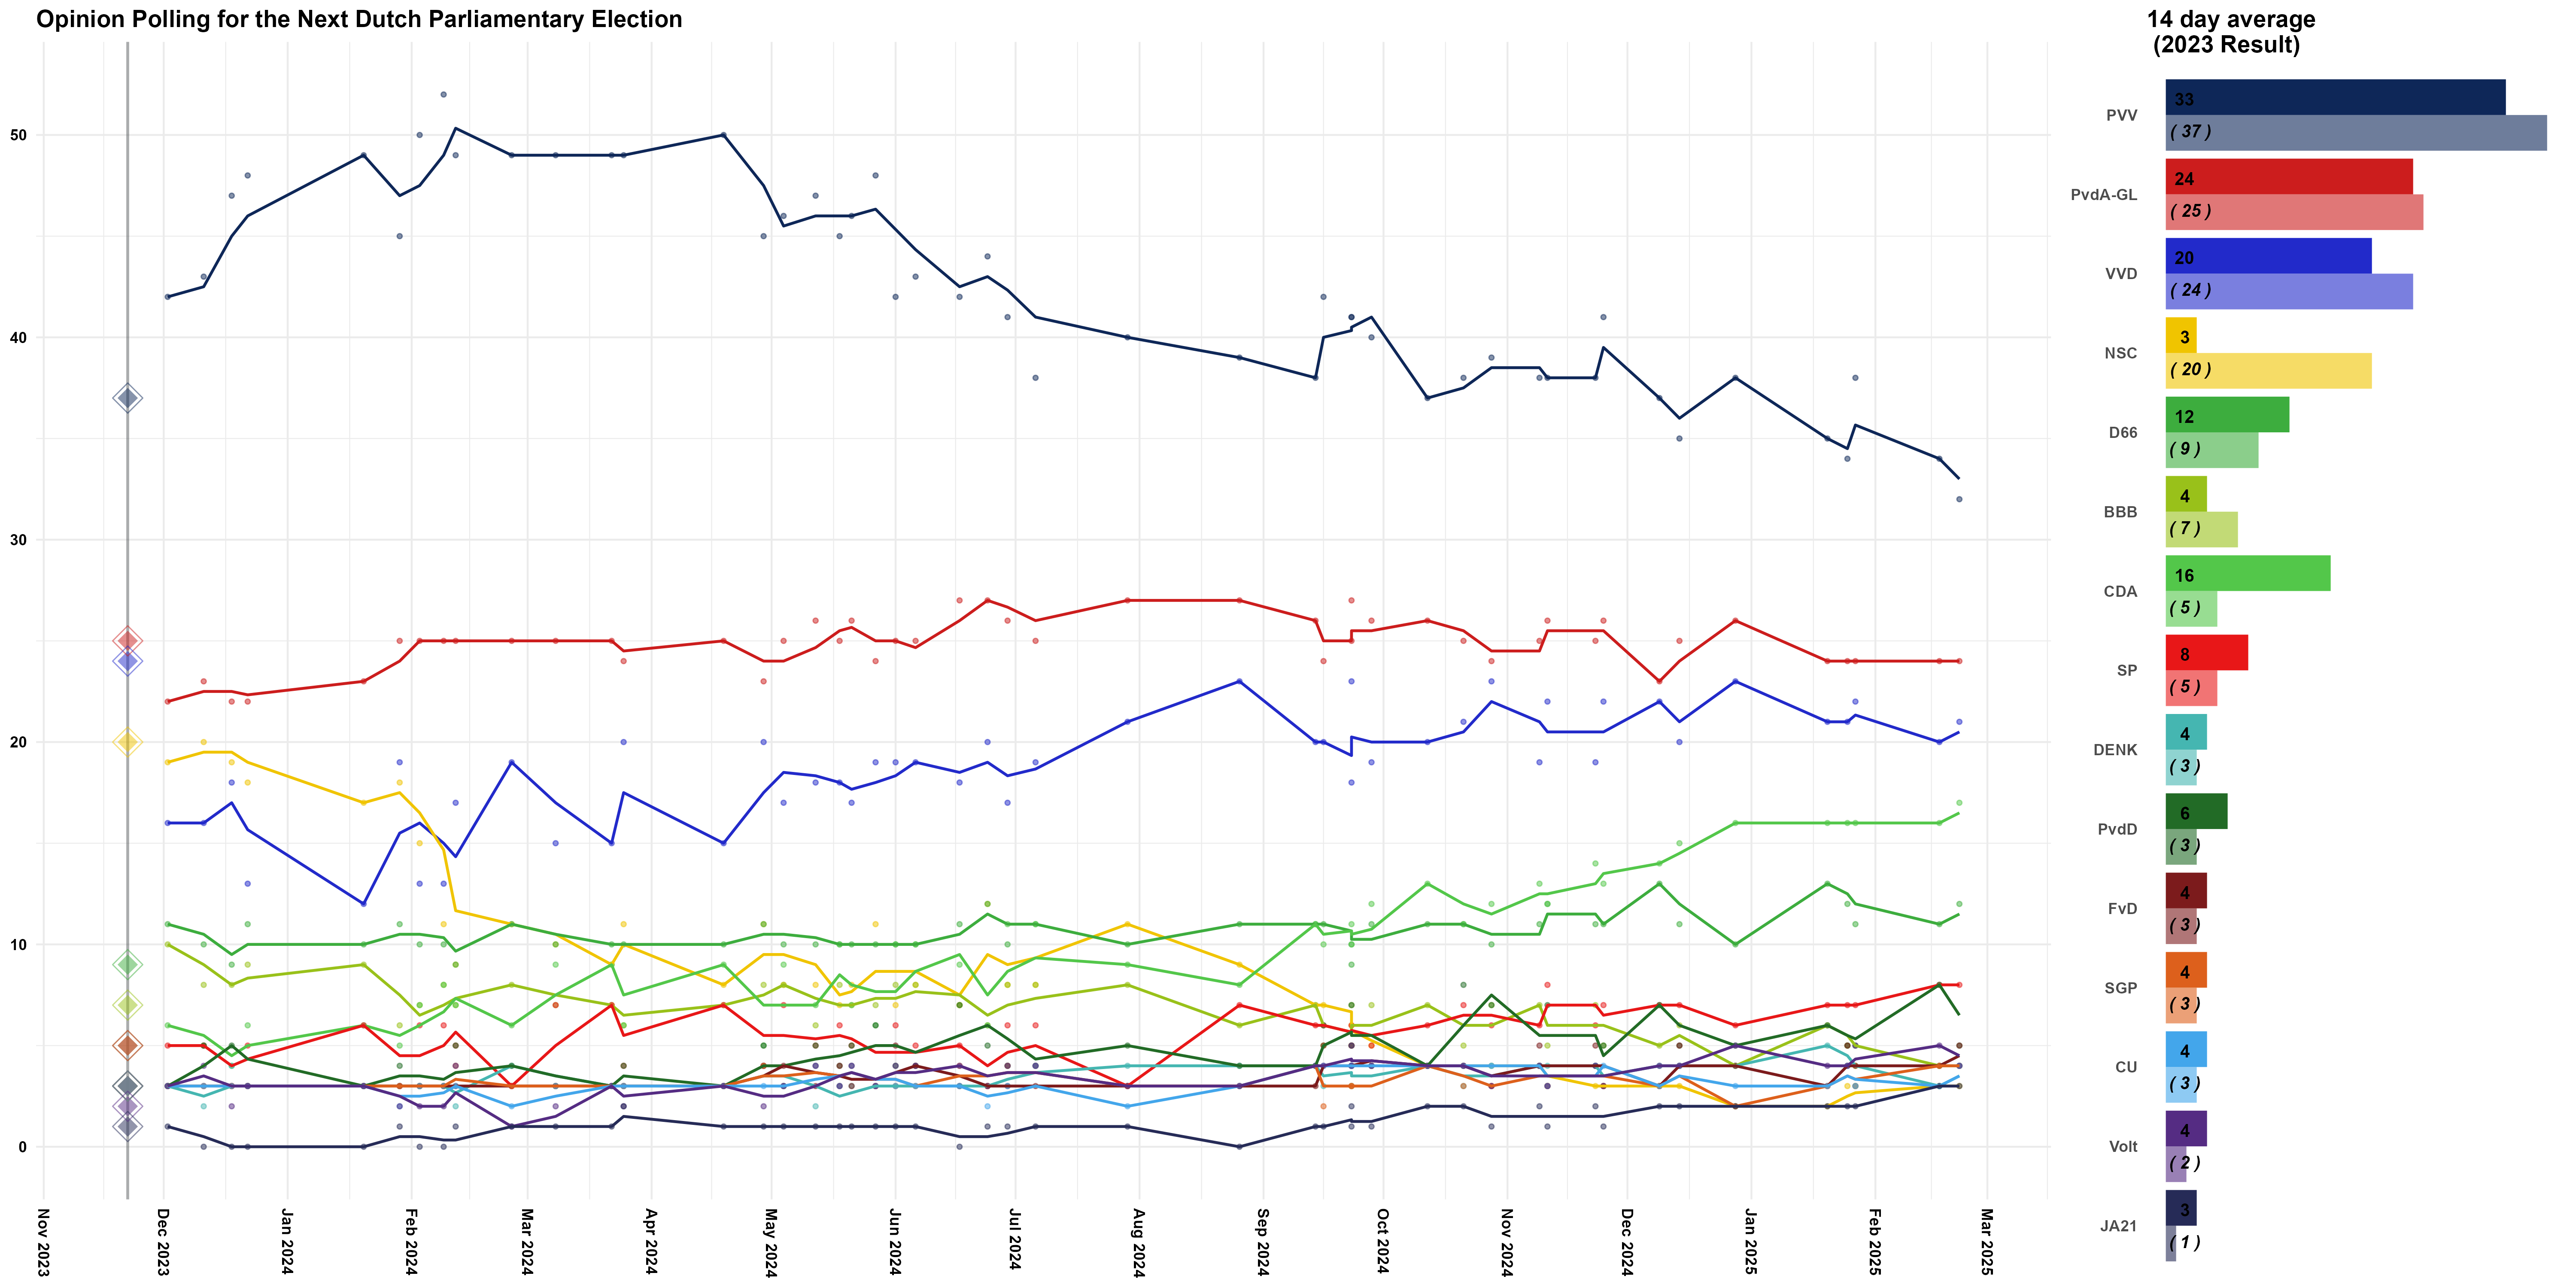 Opinion Polling for the Next Dutch Parliamentary Election
50
40
30
20
10
0
Nov 2023
Dec 2023
Jan 2024
Feb 2024
Mar 2024
Apr 2024
May 2024
Jun 2024
Jul 2024
Aug 2024
Sep 2024
Oct 2024
Nov 2024
Dec 2024
Jan 2025
Feb 2025
Mar 2025
14 day average
(2023 Result)
PVV
33
( 37 )
PvdA-GL
24
( 25 )
VVD
20
( 24 )
NSC
3
( 20 )
D66
12
( 9 )
BBB
4
( 7 )
CDA
16
( 5 )
SP
8
( 5 )
DENK
4
( 3 )
PvdD
6
( 3 )
FvD
4
( 3 )
SGP
4
( 3 )
CU
4
( 3 )
Volt
4
( 2 )
JA21
3
( 1 )